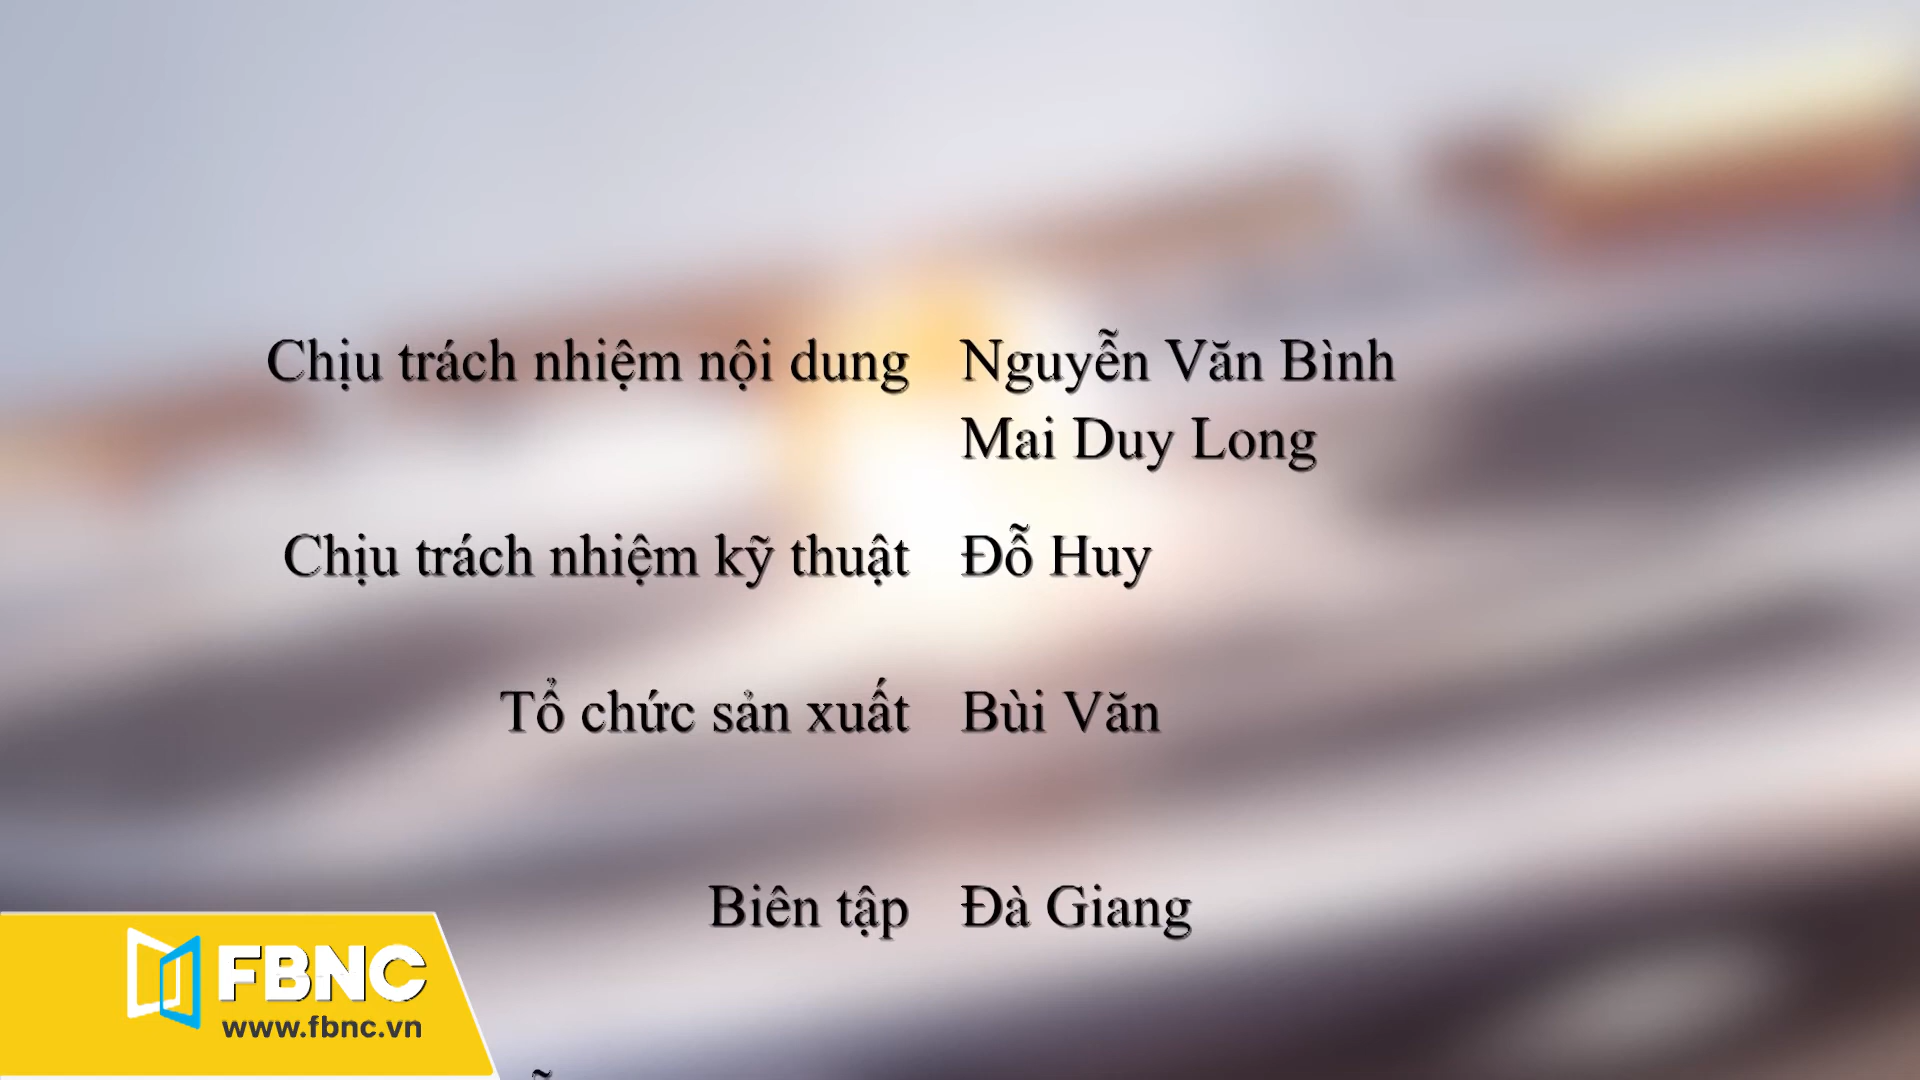 Chịu trách nhiệm nội dung Nguyễn Văn Bình
Mai Duy Long
Chịu trách nhiệm kỹ thuật Đỗ Huy
Tổ chức sản xuất Bùi Văn
Biên tập Đà Giang
FBNC
www.fbnc.vn